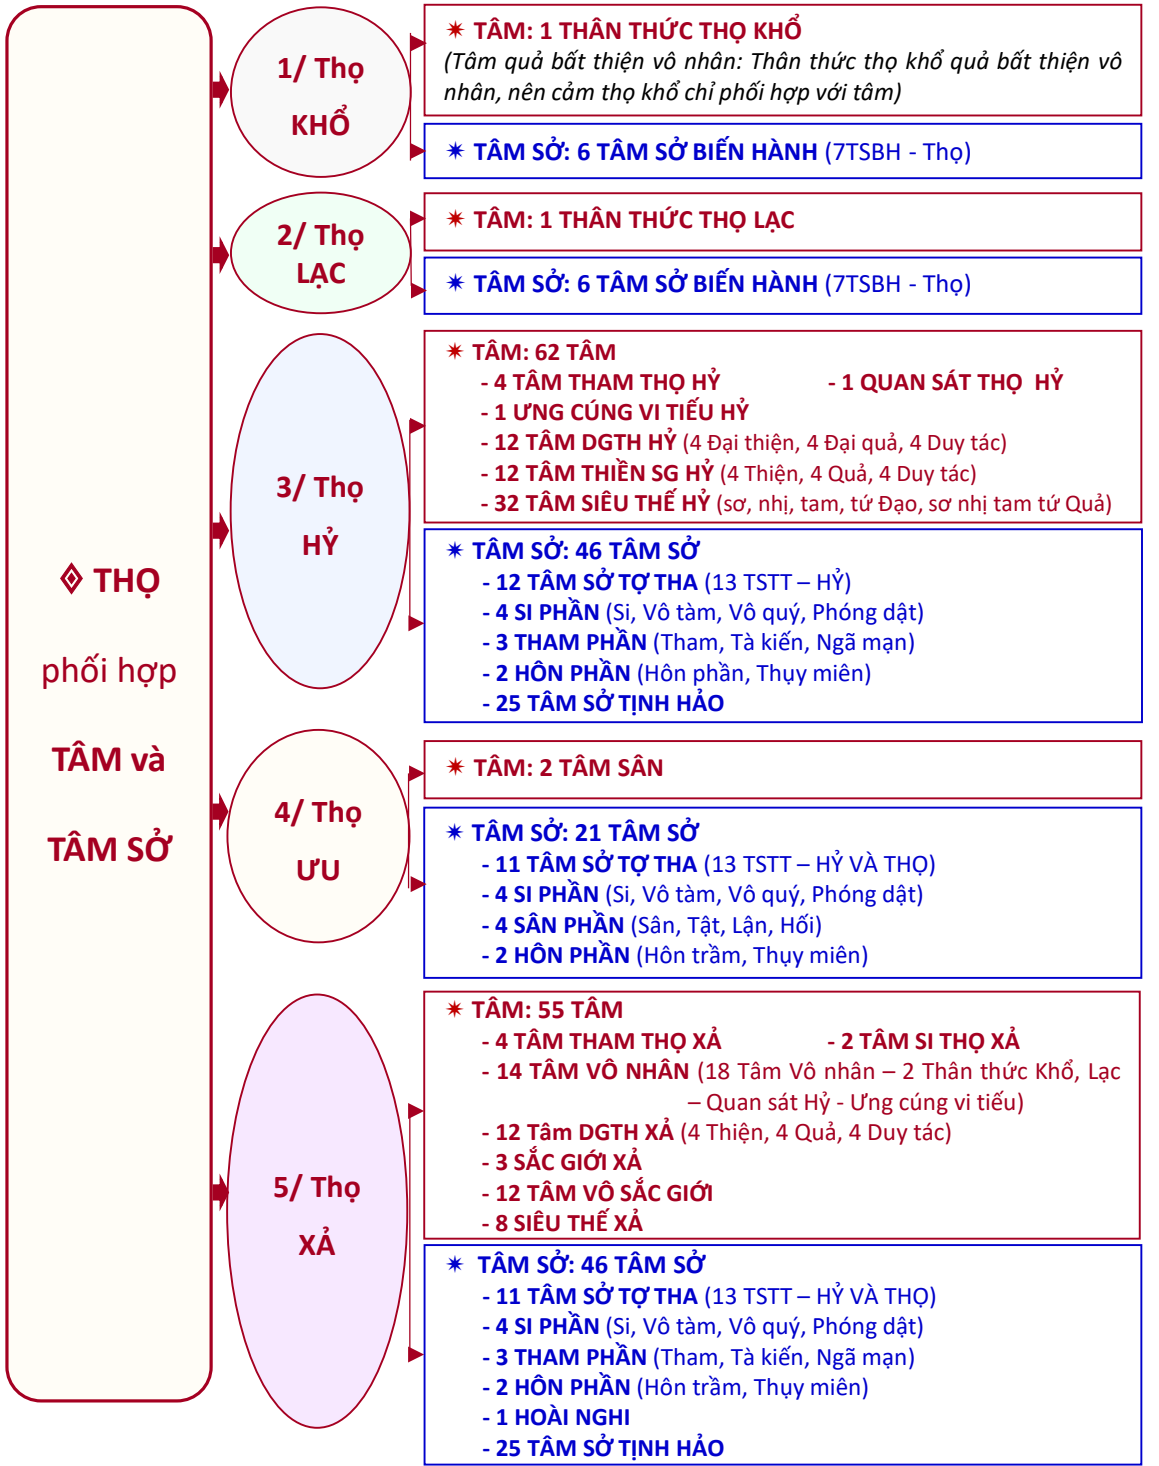 ◈ THỌ
phối hợp
TÂM và
TÂM SỞ
1/ Thọ
KHỔ
✷ TÂM: 1 THÂN THỨC THỌ KHỔ
(Tâm quả bất thiện vô nhân: Thân thức thọ khổ quả bất thiện vô
nhân, nên cảm thọ khổ chỉ phối hợp với tâm)
✷ TÂM SỞ: 6 TÂM SỞ BIẾN HÀNH (7TSBH - Thọ)
2/ Thọ
LẠC
✷ TÂM: 1 THÂN THỨC THỌ LẠC
✷ TÂM SỞ: 6 TÂM SỞ BIẾN HÀNH (7TSBH - Thọ)
3/ Thọ
HỶ
✷ TÂM: 62 TÂM
- 4 TÂM THAM THỌ HỶ - 1 QUAN SÁT THỌ HỶ
- 1 ƯNG CÚNG VI TIẾU HỶ
- 12 TÂM DGTH HỶ (4 Đại thiện, 4 Đại quả, 4 Duy tác)
- 12 TÂM THIỀN SG HỶ (4 Thiện, 4 Quả, 4 Duy tác)
- 32 TÂM SIÊU THẾ HỶ (sơ, nhị, tam, tứ Đạo, sơ nhị tam tứ Quả)
✷ TÂM SỞ: 46 TÂM SỞ
- 12 TÂM SỞ TỢ THA (13 TSTT – HỶ)
- 4 SI PHẦN (Si, Vô tàm, Vô quý, Phóng dật)
- 3 THAM PHẦN (Tham, Tà kiến, Ngã mạn)
- 2 HÔN PHẦN (Hôn phần, Thụy miên)
- 25 TÂM SỞ TỊNH HẢO
4/ Thọ
ƯU
✷ TÂM: 2 TÂM SÂN
✷ TÂM SỞ: 21 TÂM SỞ
- 11 TÂM SỞ TỢ THA (13 TSTT – HỶ VÀ THỌ)
- 4 SI PHẦN (Si, Vô tàm, Vô quý, Phóng dật)
- 4 SÂN PHẦN (Sân, Tật, Lận, Hối)
- 2 HÔN PHẦN (Hôn trầm, Thụy miên)
5/ Thọ
XẢ
✷ TÂM: 55 TÂM
- 4 TÂM THAM THỌ XẢ - 2 TÂM SI THỌ XẢ
- 14 TÂM VÔ NHÂN (18 Tâm Vô nhân – 2 Thân thức Khổ, Lạc
– Quan sát Hỷ - Ưng cúng vi tiếu)
- 12 Tâm DGTH XẢ (4 Thiện, 4 Quả, 4 Duy tác)
- 3 SẮC GIỚI XẢ
- 12 TÂM VÔ SẮC GIỚI
- 8 SIÊU THẾ XẢ
✷ TÂM SỞ: 46 TÂM SỞ
- 11 TÂM SỞ TỢ THA (13 TSTT – HỶ VÀ THỌ)
- 4 SI PHẦN (Si, Vô tàm, Vô quý, Phóng dật)
- 3 THAM PHẦN (Tham, Tà kiến, Ngã mạn)
- 2 HÔN PHẦN (Hôn trầm, Thụy miên)
- 1 HOÀI NGHI
- 25 TÂM SỞ TỊNH HẢO